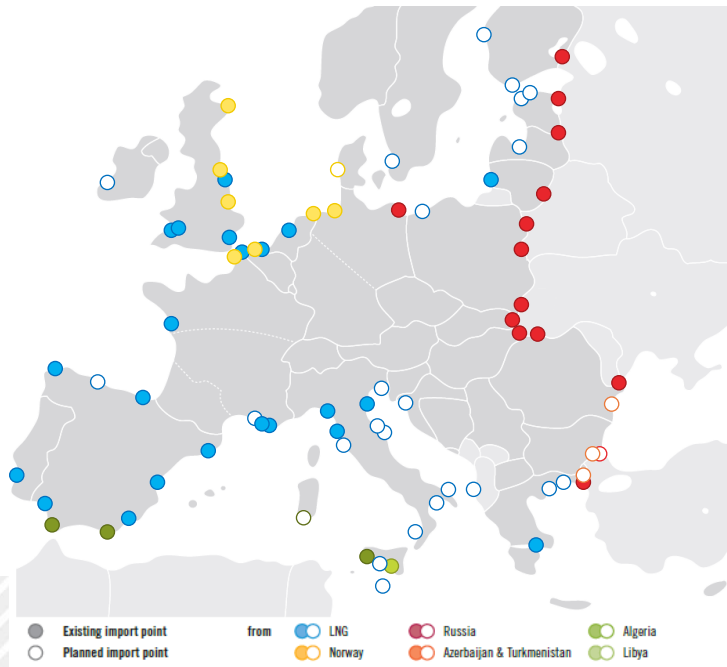 Existing import point from LNG Russia Algeria
Planned import point Norway Azerbaijan & Turkmenistan Libya